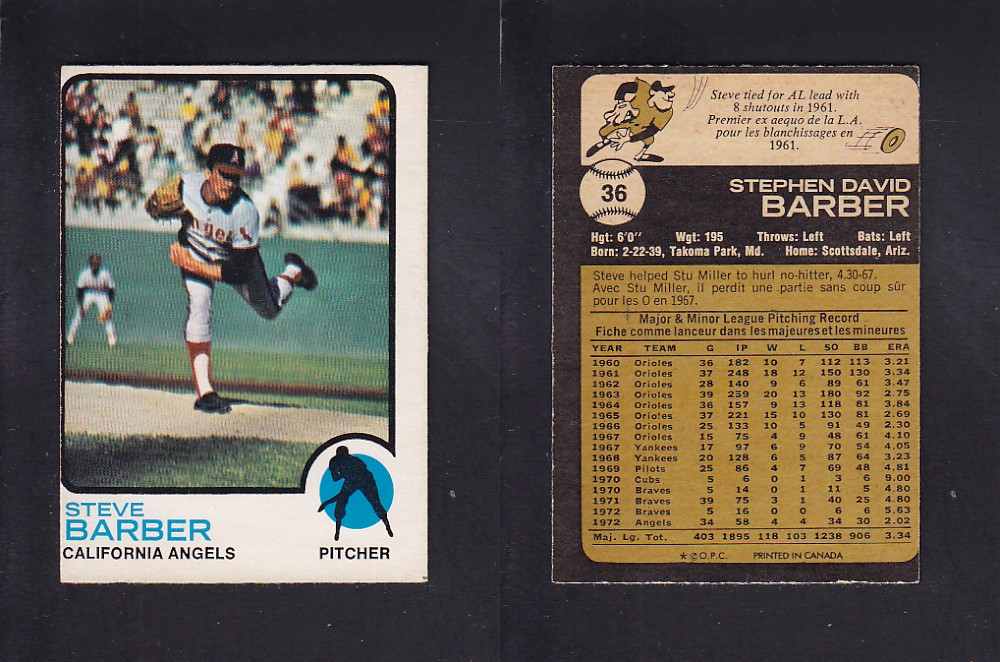 Angels
STEVE
BARBER
CALIFORNIA ANGELS
PITCHER
Steve tied for AL lead with
8 shutouts in 1961.
Premier ex aequo de la L.A.
pour les blanchissages en
1961.
36
STEPHEN DAVID
BARBER
Hgt: 6'0" Wgt: 195 Throws: Left Bats: Left
Born: 2-22-39, Takoma Park, Md. Home: Scottsdale, Ariz.
Steve helped Stu Miller to hurl no-hitter, 4.30-67.
Avec Stu Miller, il perdit une partie sans coup sûr
pour les O en 1967.
Major & Minor League Pitching Record
Fiche comme lanceur dans les majeures et les mineures
YEAR TEAM G IP W L SO BB ERA
1960 Orioles 36 182 10 7 112 113 3.21
1961 Orioles 37 248 18 12 150 130 3.34
1962 Orioles 28 140 9 6 89 61 3.47
1963 Orioles 39 259 20 13 180 92 2.75
1964 Orioles 36 157 9 13 118 81 3.84
1965 Orioles 37 221 15 10 130 81 2.69
1966 Orioles 25 133 10 5 91 49 2.30
1967 Orioles 15 75 4 9 48 61 4.10
1967 Yankees 17 97 6 9 70 54 4.05
1968 Yankees 20 128 6 5 87 64 3.23
1969 Pilots 25 86 4 7 69 48 4.81
1970 Cubs 5 6 0 1 3 6 9.00
1970 Braves 5 14 0 1 11 5 4.80
1971 Braves 39 75 3 1 40 25 4.80
1972 Braves 5 16 0 0 6 6 5.63
1972 Angels 34 58 4 4 34 30 2.02
Maj. Lg. Tot. 403 1895 118 103 1238 906 3.34
★ © O.P.C. PRINTED IN CANADA